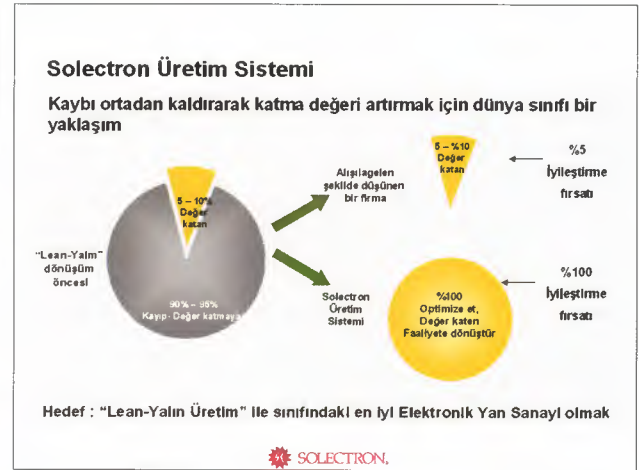 Solectron Üretim Sistemi
Kaybı ortadan kaldırarak katma değeri artırmak için dünya sınıfı bir
yaklaşım
5 – 10%
Değer
katan
90% – 95%
Kayıp- Değer katmaya
"Lean-Yalın"
dönüşüm
öncesi
Alışılagelen
şekilde düşünen
bir firma
5 – %10
Değer
katan
%5
İyileştirme
fırsatı
Solectron
Üretim
Sistemi
%100
Optimize et,
Değer katen
Faaliyete dönüştür
%100
İyileştirme
fırsatı
Hedef : "Lean-Yalın Üretim" ile sınıfındaki en iyi Elektronik Yan Sanayi olmak
SOLECTRON.